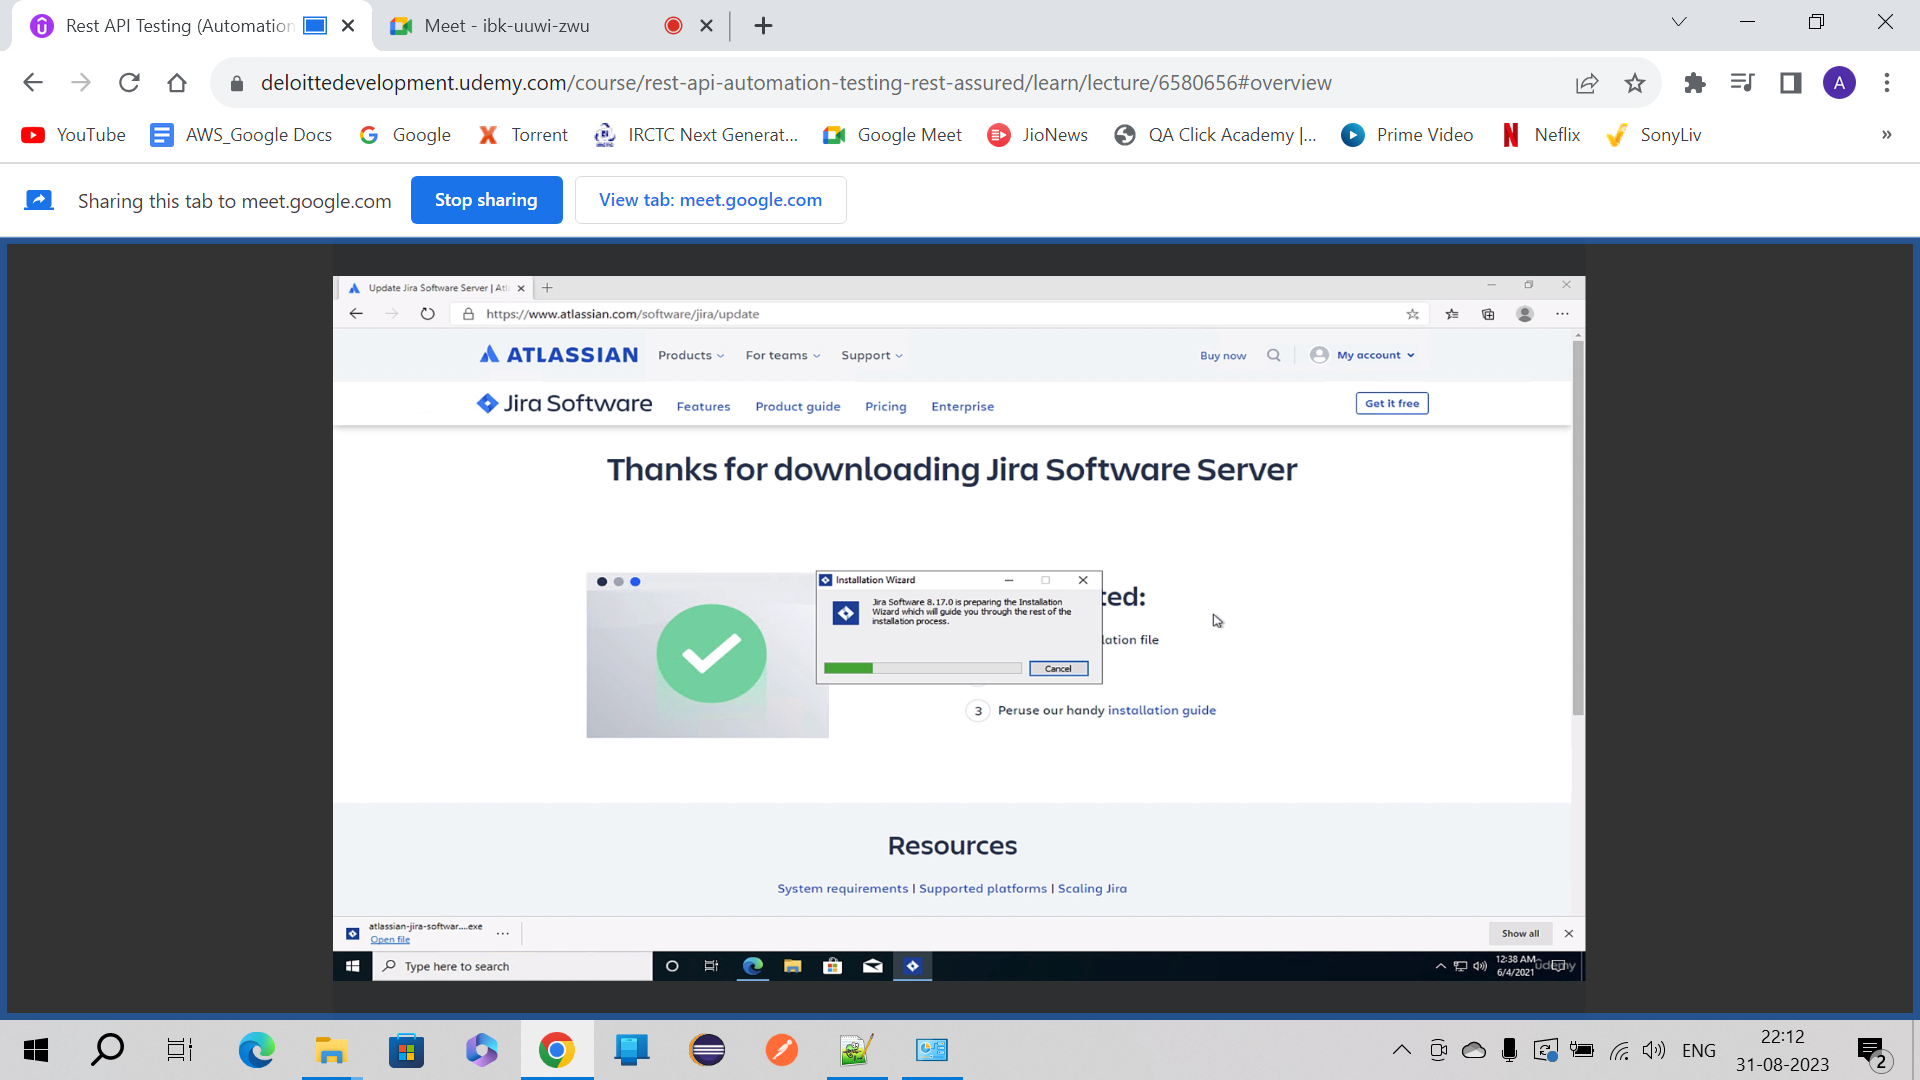 Rest API Testing (Automation
Meet - ibk-uuwi-zwu
deloittedevelopment.udemy.com/course/rest-api-automation-testing-rest-assured/learn/lecture/6580656#overview
A
YouTube
AWS_Google Docs
Google
Torrent
IRCTC Next Generat...
Google Meet
JioNews
QA Click Academy |...
Prime Video
Neflix
SonyLiv
»
Sharing this tab to meet.google.com
Stop sharing
View tab: meet.google.com
Update Jira Software Server | Atl
https://www.atlassian.com/software/jira/update
ATLASSIAN
Products
For teams
Support
Buy now
My account
Jira Software
Features
Product guide
Pricing
Enterprise
Get it free
Thanks for downloading Jira Software Server
Installation Wizard
Jira Software 8.17.0 is preparing the Installation
Wizard which will guide you through the rest of the
installation process.
Cancel
ted:
lation file
3 Peruse our handy installation guide
Resources
System requirements | Supported platforms | Scaling Jira
atlassian-jira-softwar....exe
Open file
Show all
Type here to search
12:38 AM
6/4/2021
udemy
ENG
22:12
31-08-2023
2